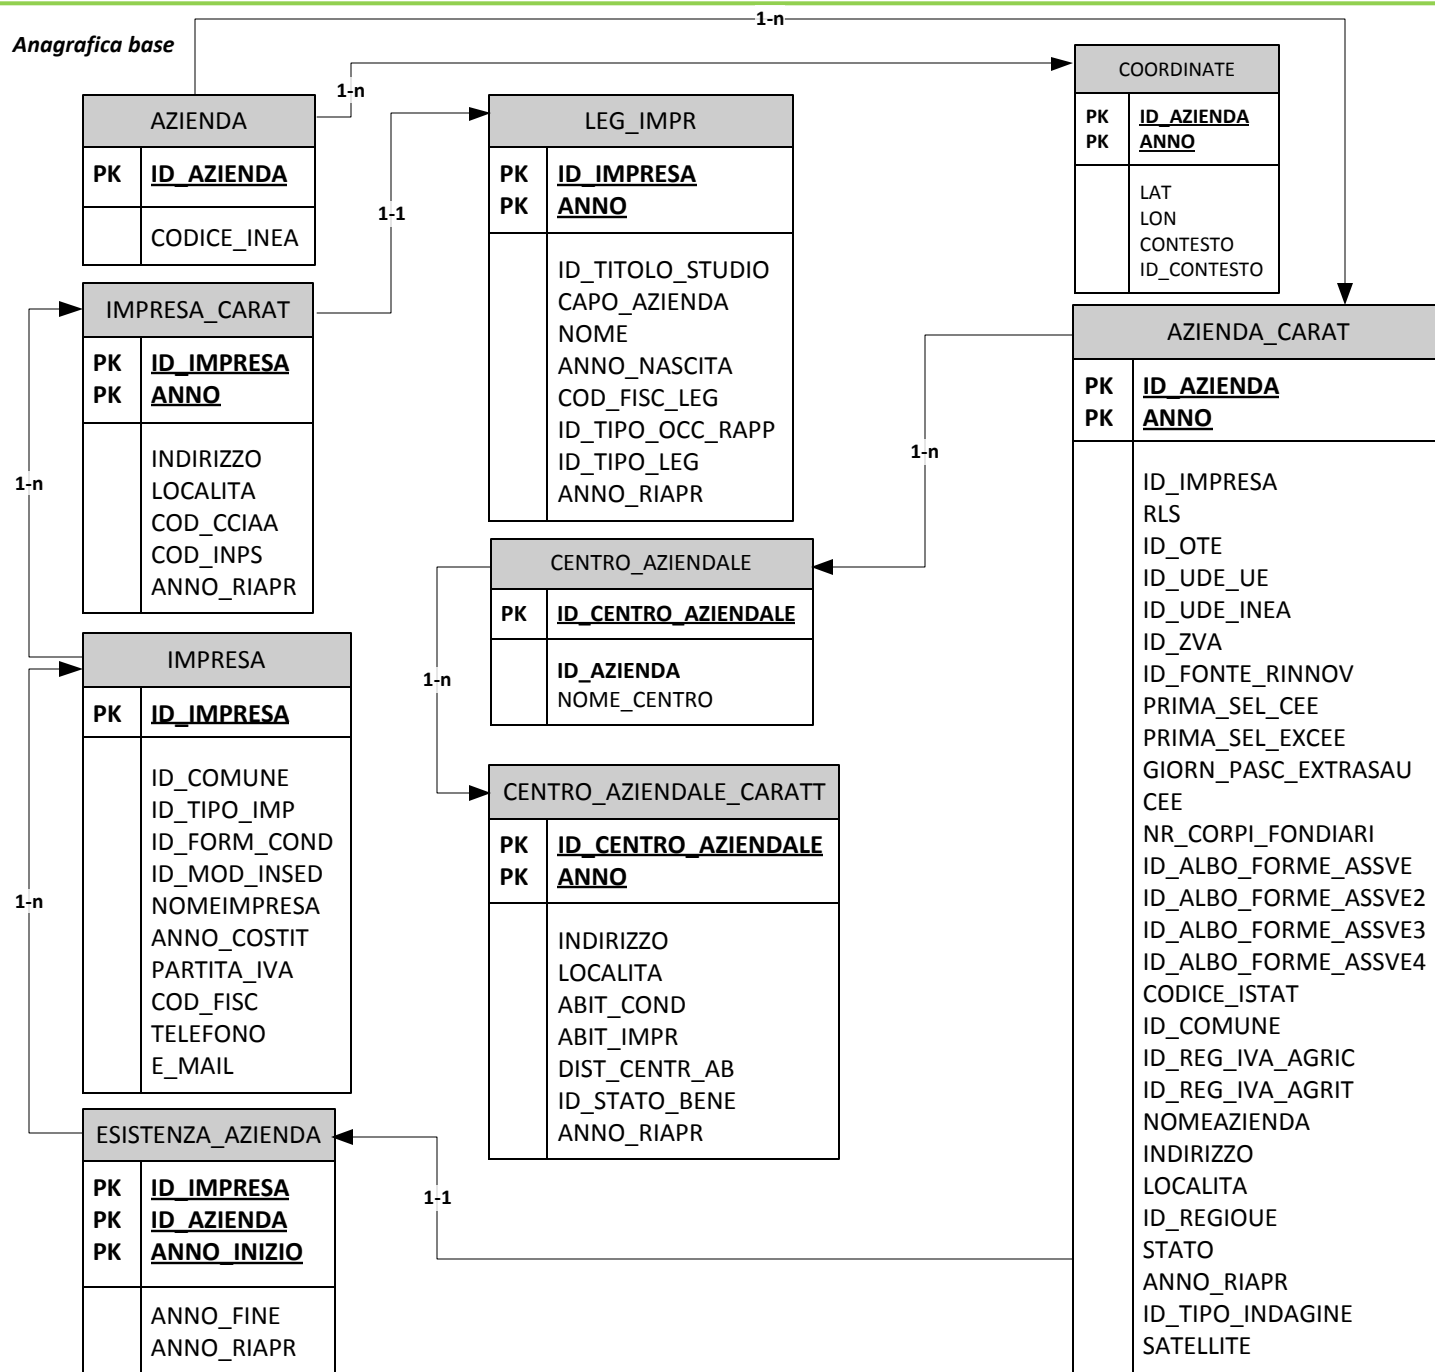 Anagrafica base
1-n
1-n
AZIENDA
PK ID_AZIENDA
CODICE_INEA
LEG_IMPR
PK ID_IMPRESA
PK ANNO
ID_TITOLO_STUDIO
CAPO_AZIENDA
NOME
ANNO_NASCITA
COD_FISC_LEG
ID_TIPO_OCC_RAPP
ID_TIPO_LEG
ANNO_RIAPR
COORDINATE
PK ID_AZIENDA
PK ANNO
LAT
LON
CONTESTO
ID_CONTESTO
1-1
IMPRESA_CARAT
PK ID_IMPRESA
PK ANNO
INDIRIZZO
LOCALITA
COD_CCIAA
COD_INPS
ANNO_RIAPR
1-n
AZIENDA_CARAT
PK ID_AZIENDA
PK ANNO
ID_IMPRESA
RLS
ID_OTE
ID_UDE_UE
ID_UDE_INEA
ID_ZVA
ID_FONTE_RINNOV
PRIMA_SEL_CEE
PRIMA_SEL_EXCEE
GIORN_PASC_EXTRASAU
CEE
NR_CORPI_FONDIARI
ID_ALBO_FORME_ASSVE
ID_ALBO_FORME_ASSVE2
ID_ALBO_FORME_ASSVE3
ID_ALBO_FORME_ASSVE4
CODICE_ISTAT
ID_COMUNE
ID_REG_IVA_AGRIC
ID_REG_IVA_AGRIT
NOMEAZIENDA
INDIRIZZO
LOCALITA
ID_REGIOUE
STATO
ANNO_RIAPR
ID_TIPO_INDAGINE
SATELLITE
1-n
CENTRO_AZIENDALE
PK ID_CENTRO_AZIENDALE
ID_AZIENDA
NOME_CENTRO
1-n
IMPRESA
PK ID_IMPRESA
ID_COMUNE
ID_TIPO_IMP
ID_FORM_COND
ID_MOD_INSED
NOMEIMPRESA
ANNO_COSTIT
PARTITA_IVA
COD_FISC
TELEFONO
E_MAIL
1-n
CENTRO_AZIENDALE_CARATT
PK ID_CENTRO_AZIENDALE
PK ANNO
INDIRIZZO
LOCALITA
ABIT_COND
ABIT_IMPR
DIST_CENTR_AB
ID_STATO_BENE
ANNO_RIAPR
ESISTENZA_AZIENDA
PK ID_IMPRESA
PK ID_AZIENDA
PK ANNO_INIZIO
ANNO_FINE
ANNO_RIAPR
1-1